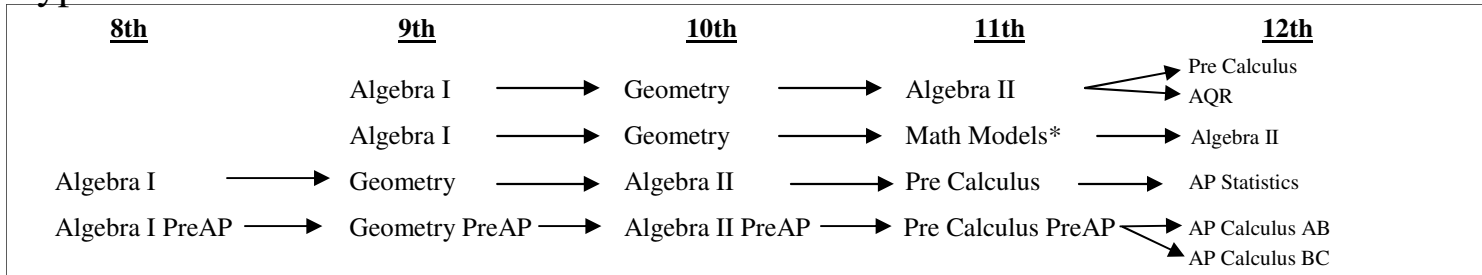 8th 9th 10th 11th 12th
Algebra I Geometry Algebra II Pre Calculus
AQR
Algebra I Geometry Math Models* Algebra II
Algebra I Geometry Algebra II Pre Calculus AP Statistics
Algebra I PreAP Geometry PreAP Algebra II PreAP Pre Calculus PreAP AP Calculus AB
AP Calculus BC